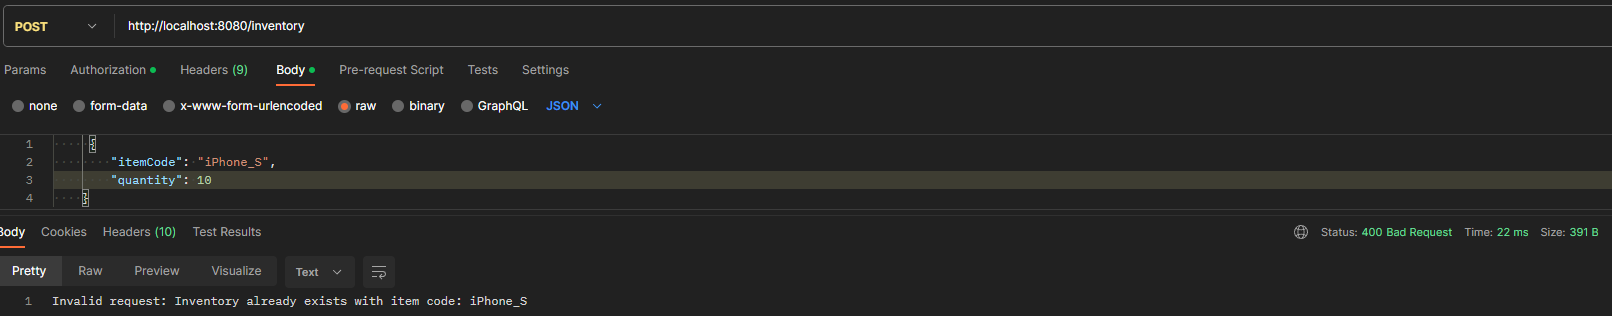 POST http://localhost:8080/inventory
Params Authorization Headers (9) Body Pre-request Script Tests Settings
none form-data x-www-form-urlencoded raw binary GraphQL JSON
1 {
2 "itemCode": "iPhone_S",
3 "quantity": 10
4 }
Body Cookies Headers (10) Test Results Status: 400 Bad Request Time: 22 ms Size: 391 B
Pretty Raw Preview Visualize Text
1 Invalid request: Inventory already exists with item code: iPhone_S